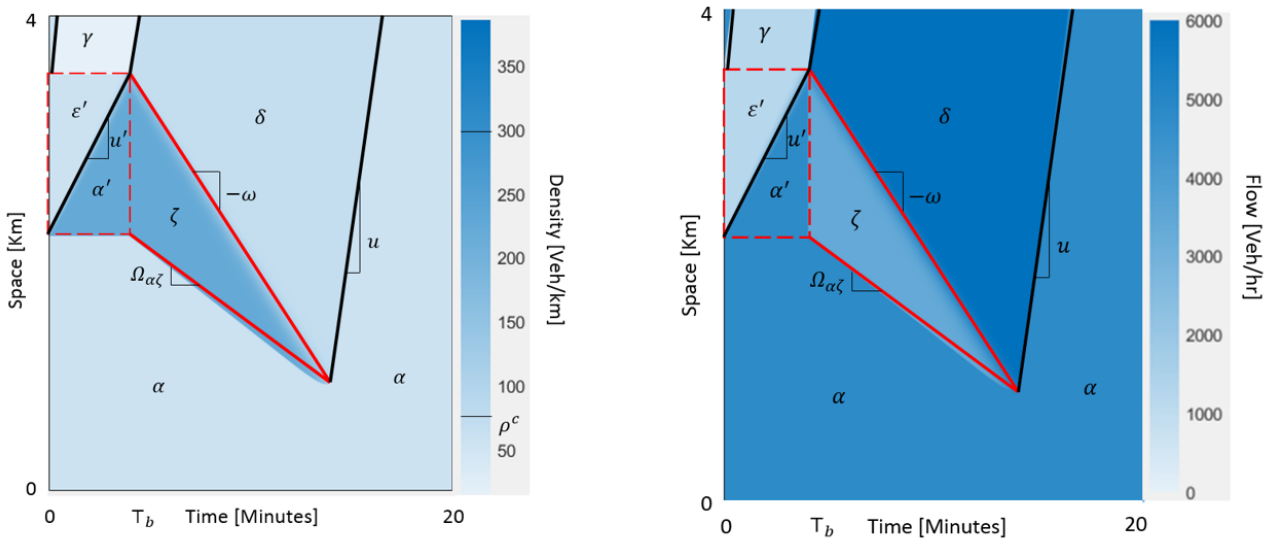 4
γ
ε′
u′
α′
δ
ζ
−ω
u
Ω_αζ
α
α
0
0
T_b
Time [Minutes]
20
Space [Km]
350
300
250
200
150
100
ρ^c
50
Density [Veh/km]
4
γ
ε′
u′
α′
δ
ζ
−ω
u
Ω_αζ
α
α
0
0
T_b
Time [Minutes]
20
Space [Km]
6000
5000
4000
3000
2000
1000
0
Flow [Veh/hr]